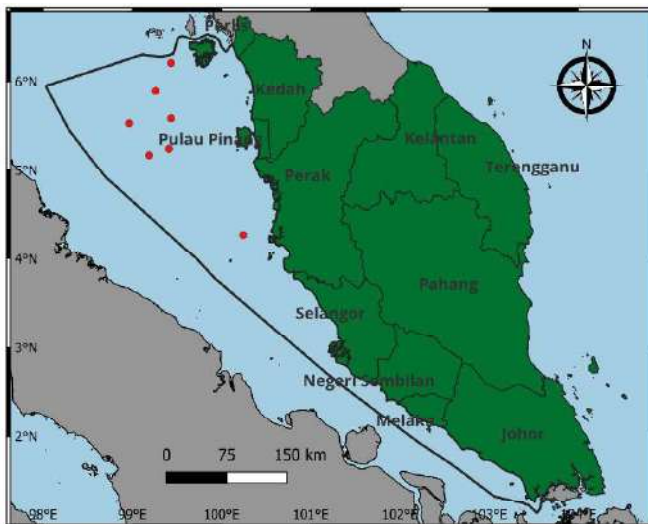 Perlis
N
6°N
Kedah
Pulau Pinang
Kelantan
5°N
Perak
Terengganu
4°N
Pahang
Selangor
3°N
Negeri Sembilan
Melaka
2°N
Johor
0 75 150 km
98°E 99°E 100°E 101°E 102°E 103°E 104°E